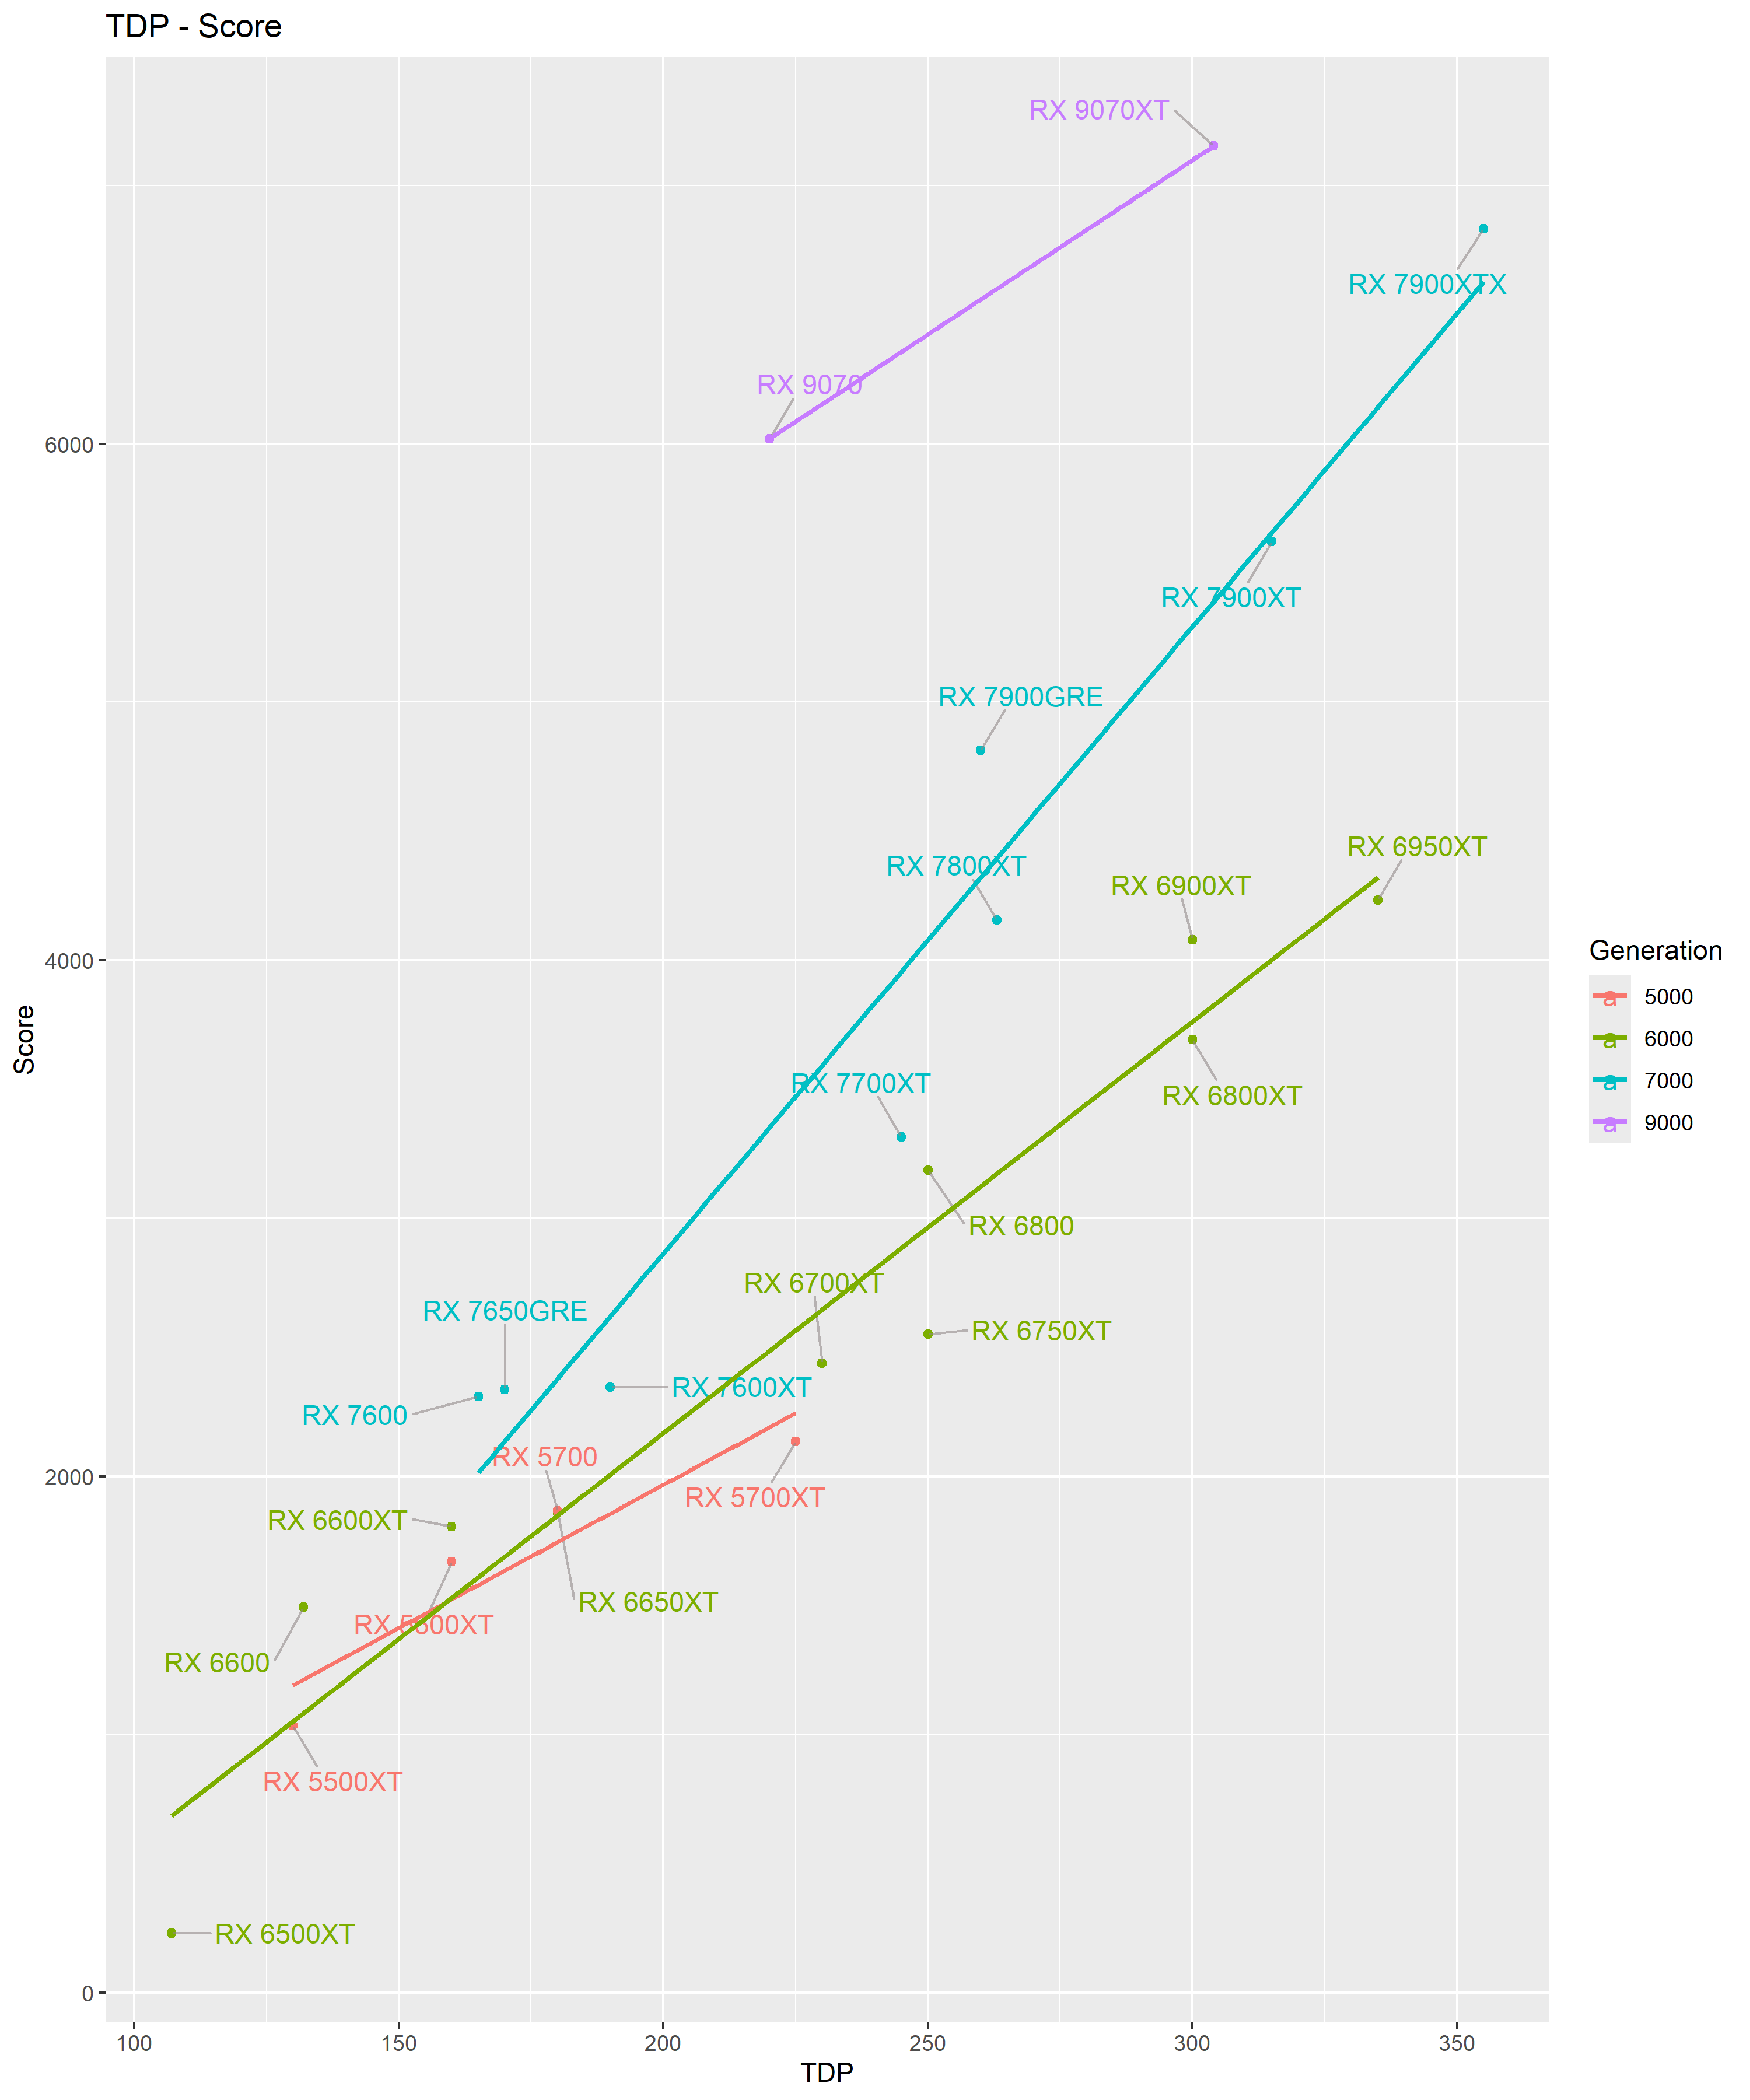 TDP - Score
RX 9070XT
RX 7900XTX
RX 9070
6000
RX 7900XT
RX 7900GRE
RX 6950XT
RX 7800XT
RX 6900XT
4000
Generation
5000
6000
7000
9000
Score
RX 7700XT
RX 6800XT
RX 6800
RX 6700XT
RX 7650GRE
RX 6750XT
RX 7600XT
RX 7600
RX 5700
2000
RX 5700XT
RX 6600XT
RX 6650XT
RX 5600XT
RX 6600
RX 5500XT
RX 6500XT
0
100 150 200 250 300 350
TDP